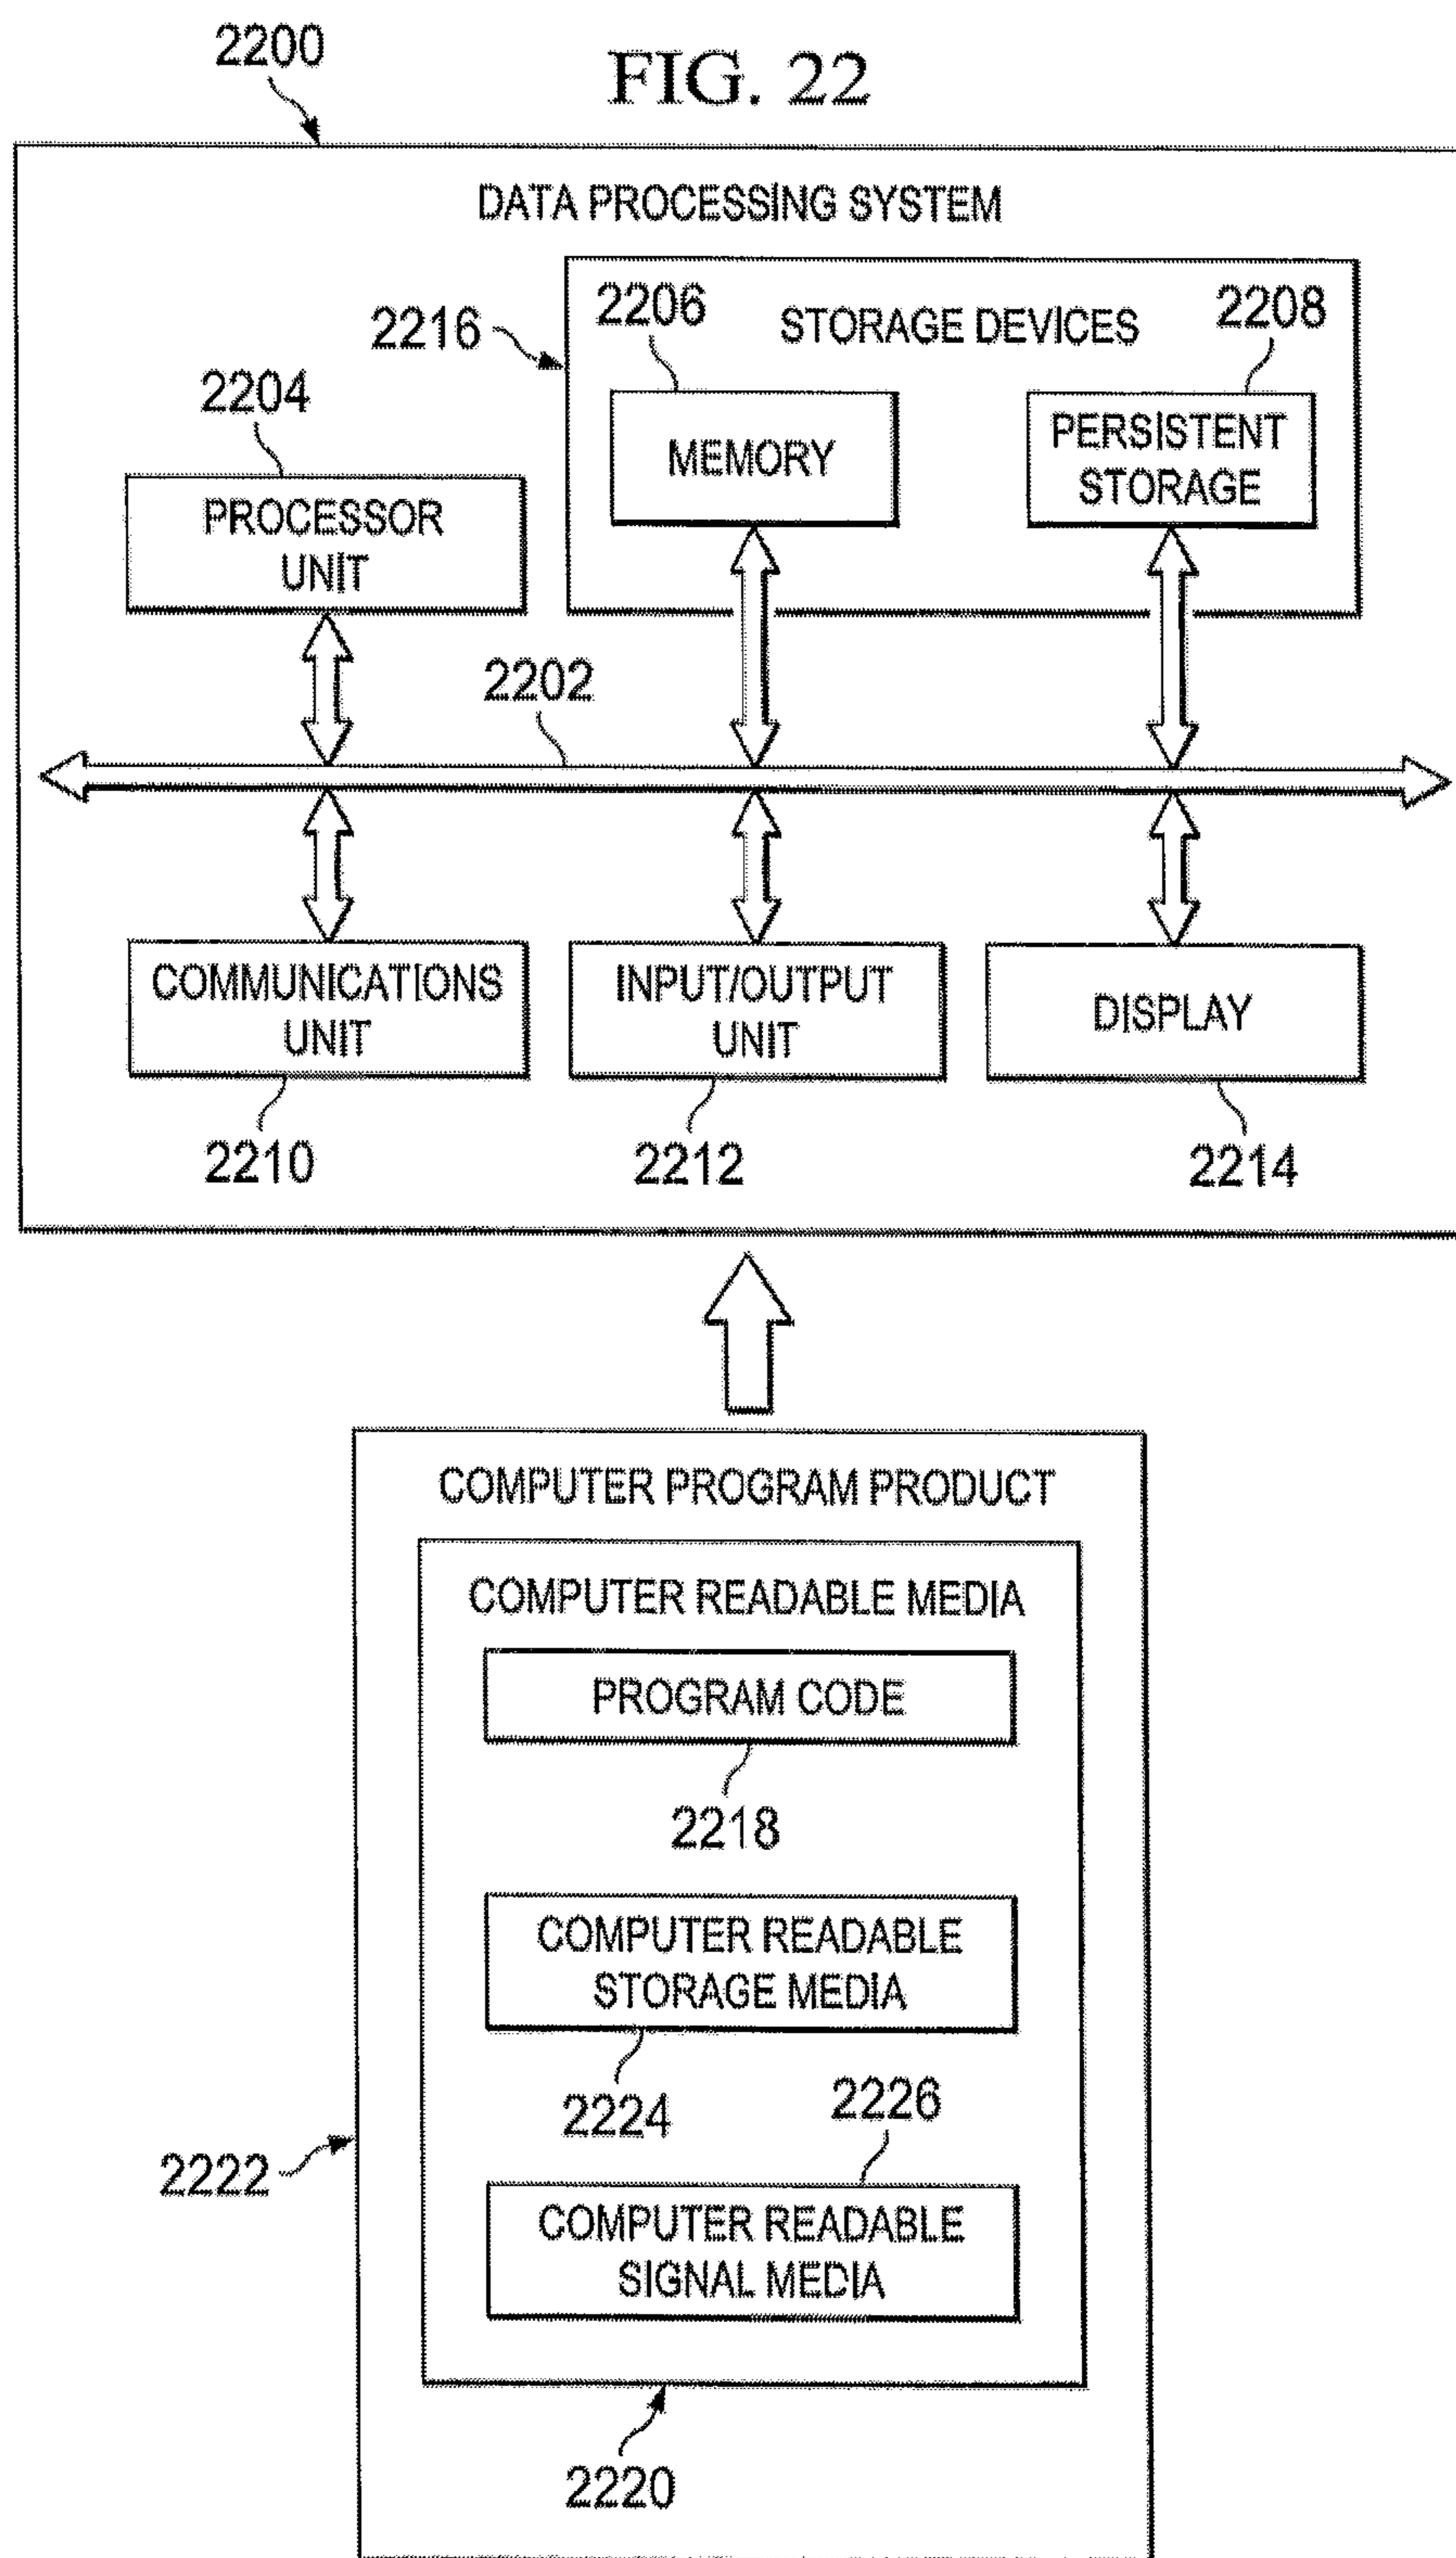 2200
FIG. 22
DATA PROCESSING SYSTEM
2216
2206
STORAGE DEVICES
2208
2204
MEMORY
PERSISTENT
STORAGE
PROCESSOR
UNIT
2202
COMMUNICATIONS
UNIT
INPUT/OUTPUT
UNIT
DISPLAY
2210
2212
2214
COMPUTER PROGRAM PRODUCT
COMPUTER READABLE MEDIA
PROGRAM CODE
2218
COMPUTER READABLE
STORAGE MEDIA
2224
2226
2222
COMPUTER READABLE
SIGNAL MEDIA
2220